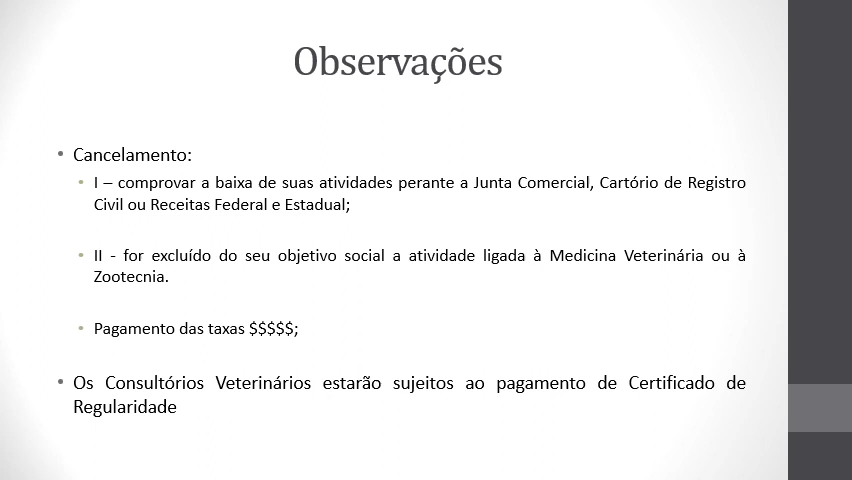 Observações
• Cancelamento:
• I – comprovar a baixa de suas atividades perante a Junta Comercial, Cartório de Registro
Civil ou Receitas Federal e Estadual;
• II - for excluído do seu objetivo social a atividade ligada à Medicina Veterinária ou à
Zootecnia.
• Pagamento das taxas $$$$$;
• Os Consultórios Veterinários estarão sujeitos ao pagamento de Certificado de
Regularidade